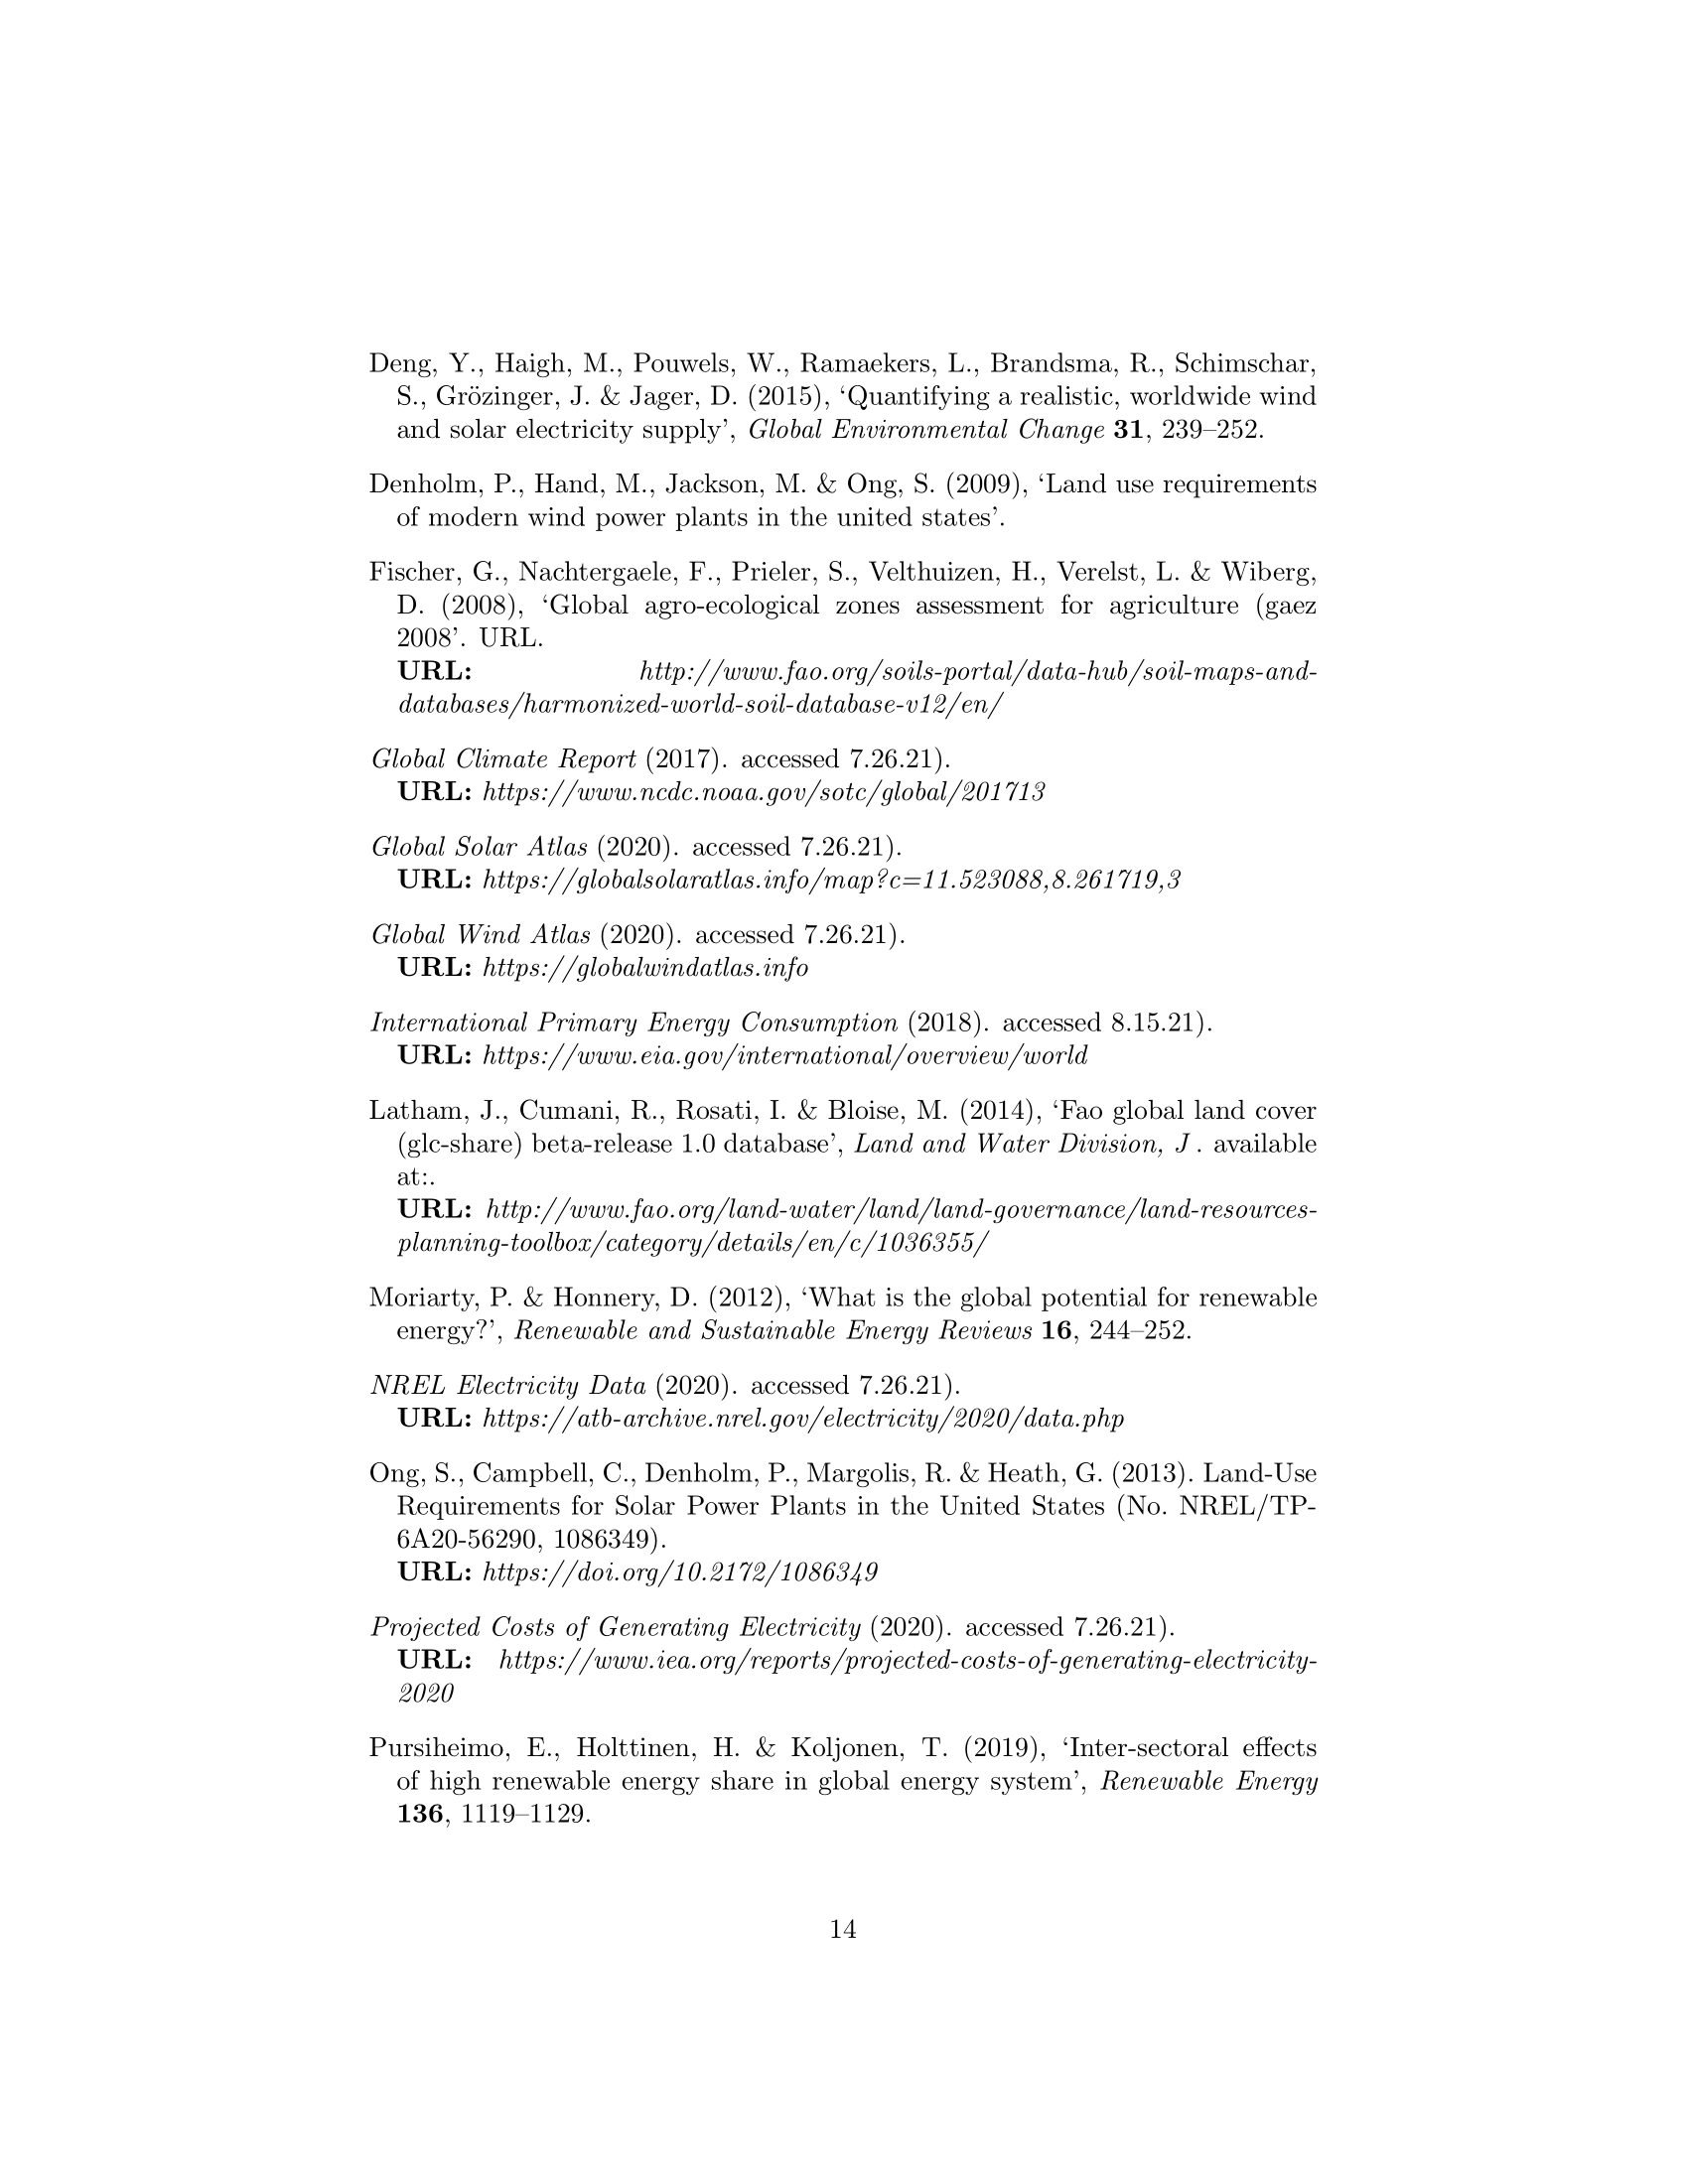 Deng, Y., Haigh, M., Pouwels, W., Ramaekers, L., Brandsma, R., Schimschar,
S., Grözinger, J. & Jager, D. (2015), ‘Quantifying a realistic, worldwide wind
and solar electricity supply’, Global Environmental Change 31, 239–252.
Denholm, P., Hand, M., Jackson, M. & Ong, S. (2009), ‘Land use requirements
of modern wind power plants in the united states’.
Fischer, G., Nachtergaele, F., Prieler, S., Velthuizen, H., Verelst, L. & Wiberg,
D. (2008), ‘Global agro-ecological zones assessment for agriculture (gaez
2008’. URL.
URL: http://www.fao.org/soils-portal/data-hub/soil-maps-and-
databases/harmonized-world-soil-database-v12/en/
Global Climate Report (2017). accessed 7.26.21).
URL: https://www.ncdc.noaa.gov/sotc/global/201713
Global Solar Atlas (2020). accessed 7.26.21).
URL: https://globalsolaratlas.info/map?c=11.523088,8.261719,3
Global Wind Atlas (2020). accessed 7.26.21).
URL: https://globalwindatlas.info
International Primary Energy Consumption (2018). accessed 8.15.21).
URL: https://www.eia.gov/international/overview/world
Latham, J., Cumani, R., Rosati, I. & Bloise, M. (2014), ‘Fao global land cover
(glc-share) beta-release 1.0 database’, Land and Water Division, J . available
at:.
URL: http://www.fao.org/land-water/land/land-governance/land-resources-
planning-toolbox/category/details/en/c/1036355/
Moriarty, P. & Honnery, D. (2012), ‘What is the global potential for renewable
energy?’, Renewable and Sustainable Energy Reviews 16, 244–252.
NREL Electricity Data (2020). accessed 7.26.21).
URL: https://atb-archive.nrel.gov/electricity/2020/data.php
Ong, S., Campbell, C., Denholm, P., Margolis, R. & Heath, G. (2013). Land-Use
Requirements for Solar Power Plants in the United States (No. NREL/TP-
6A20-56290, 1086349).
URL: https://doi.org/10.2172/1086349
Projected Costs of Generating Electricity (2020). accessed 7.26.21).
URL: https://www.iea.org/reports/projected-costs-of-generating-electricity-
2020
Pursiheimo, E., Holttinen, H. & Koljonen, T. (2019), ‘Inter-sectoral effects
of high renewable energy share in global energy system’, Renewable Energy
136, 1119–1129.
14